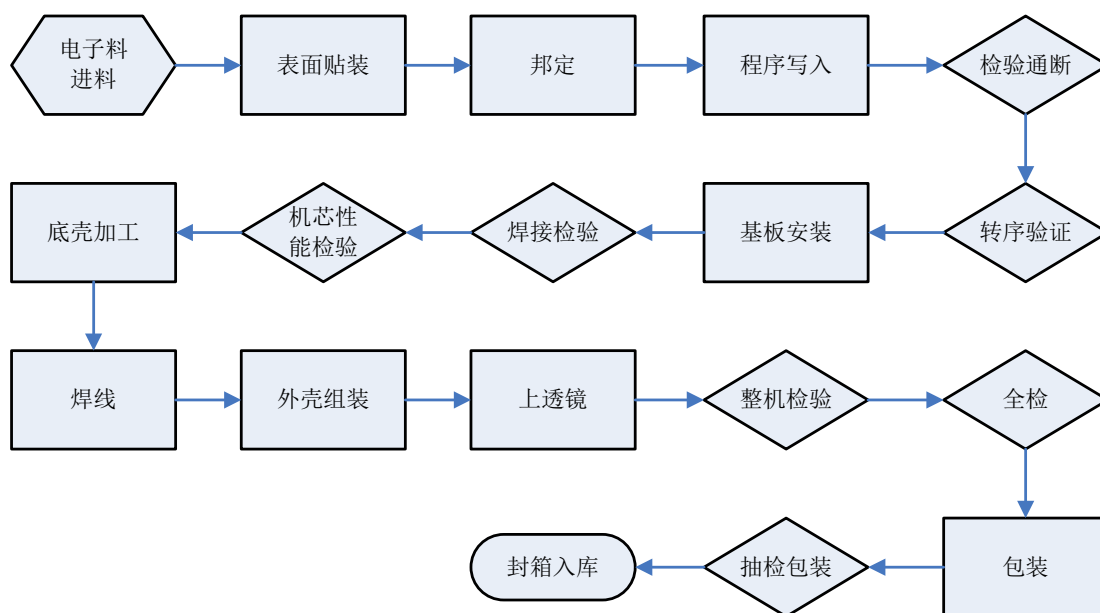 电子料
进料
表面贴装
邦定
程序写入
检验通断
转序验证
基板安装
焊接检验
机芯性
能检验
底壳加工
焊线
外壳组装
上透镜
整机检验
全检
包装
抽检包装
封箱入库